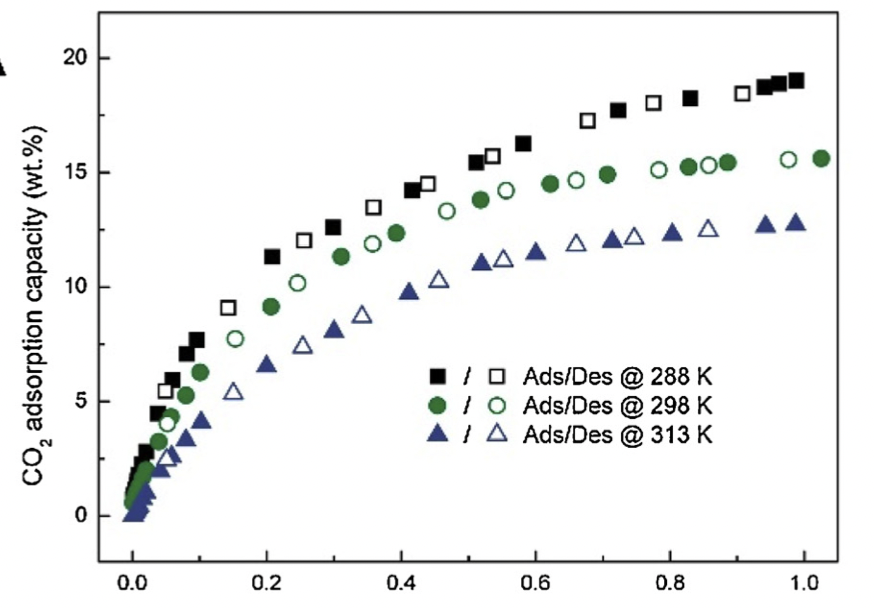 CO₂ adsorption capacity (wt.%)
20
15
10
5
0
/ Ads/Des @ 288 K
/ Ads/Des @ 298 K
/ Ads/Des @ 313 K
0.0 0.2 0.4 0.6 0.8 1.0